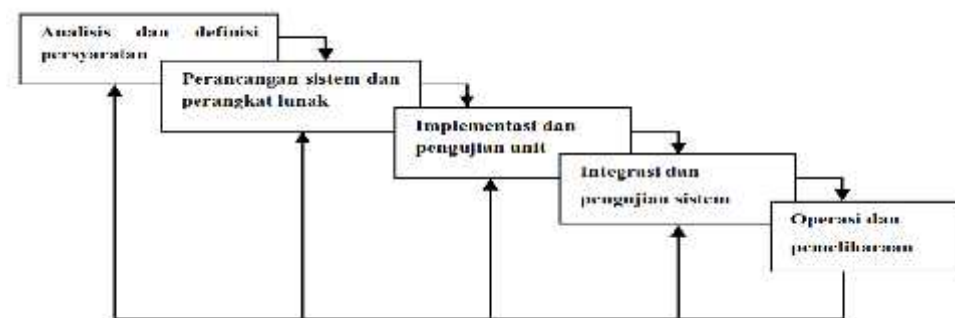 Analisis dan definisi
persyaratan
Perancangan sistem dan
perangkat lunak
Implementasi dan
pengujian unit
Integrasi dan
pengujian sistem
Operasi dan
pemeliharaan